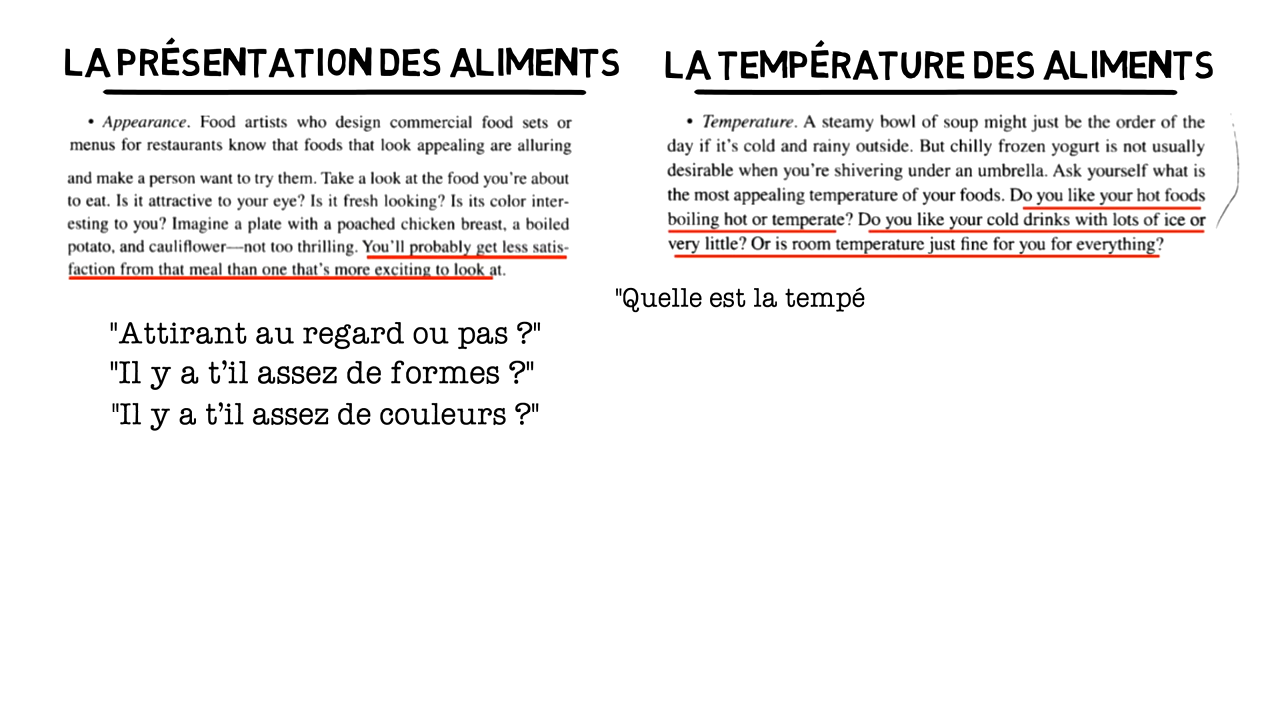 LA PRÉSENTATION DES ALIMENTS
• Appearance. Food artists who design commercial food sets or
menus for restaurants know that foods that look appealing are alluring
and make a person want to try them. Take a look at the food you're about
to eat. Is it attractive to your eye? Is it fresh looking? Is its color inter-
esting to you? Imagine a plate with a poached chicken breast, a boiled
potato, and cauliflower—not too thrilling. You'll probably get less satis-
faction from that meal than one that's more exciting to look at.
"Attirant au regard ou pas ?"
"Il y a t'il assez de formes ?"
"Il y a t'il assez de couleurs ?"
LA TEMPÉRATURE DES ALIMENTS
• Temperature. A steamy bowl of soup might just be the order of the
day if it's cold and rainy outside. But chilly frozen yogurt is not usually
desirable when you're shivering under an umbrella. Ask yourself what is
the most appealing temperature of your foods. Do you like your hot foods
boiling hot or temperate? Do you like your cold drinks with lots of ice or
very little? Or is room temperature just fine for you for everything?
"Quelle est la tempé